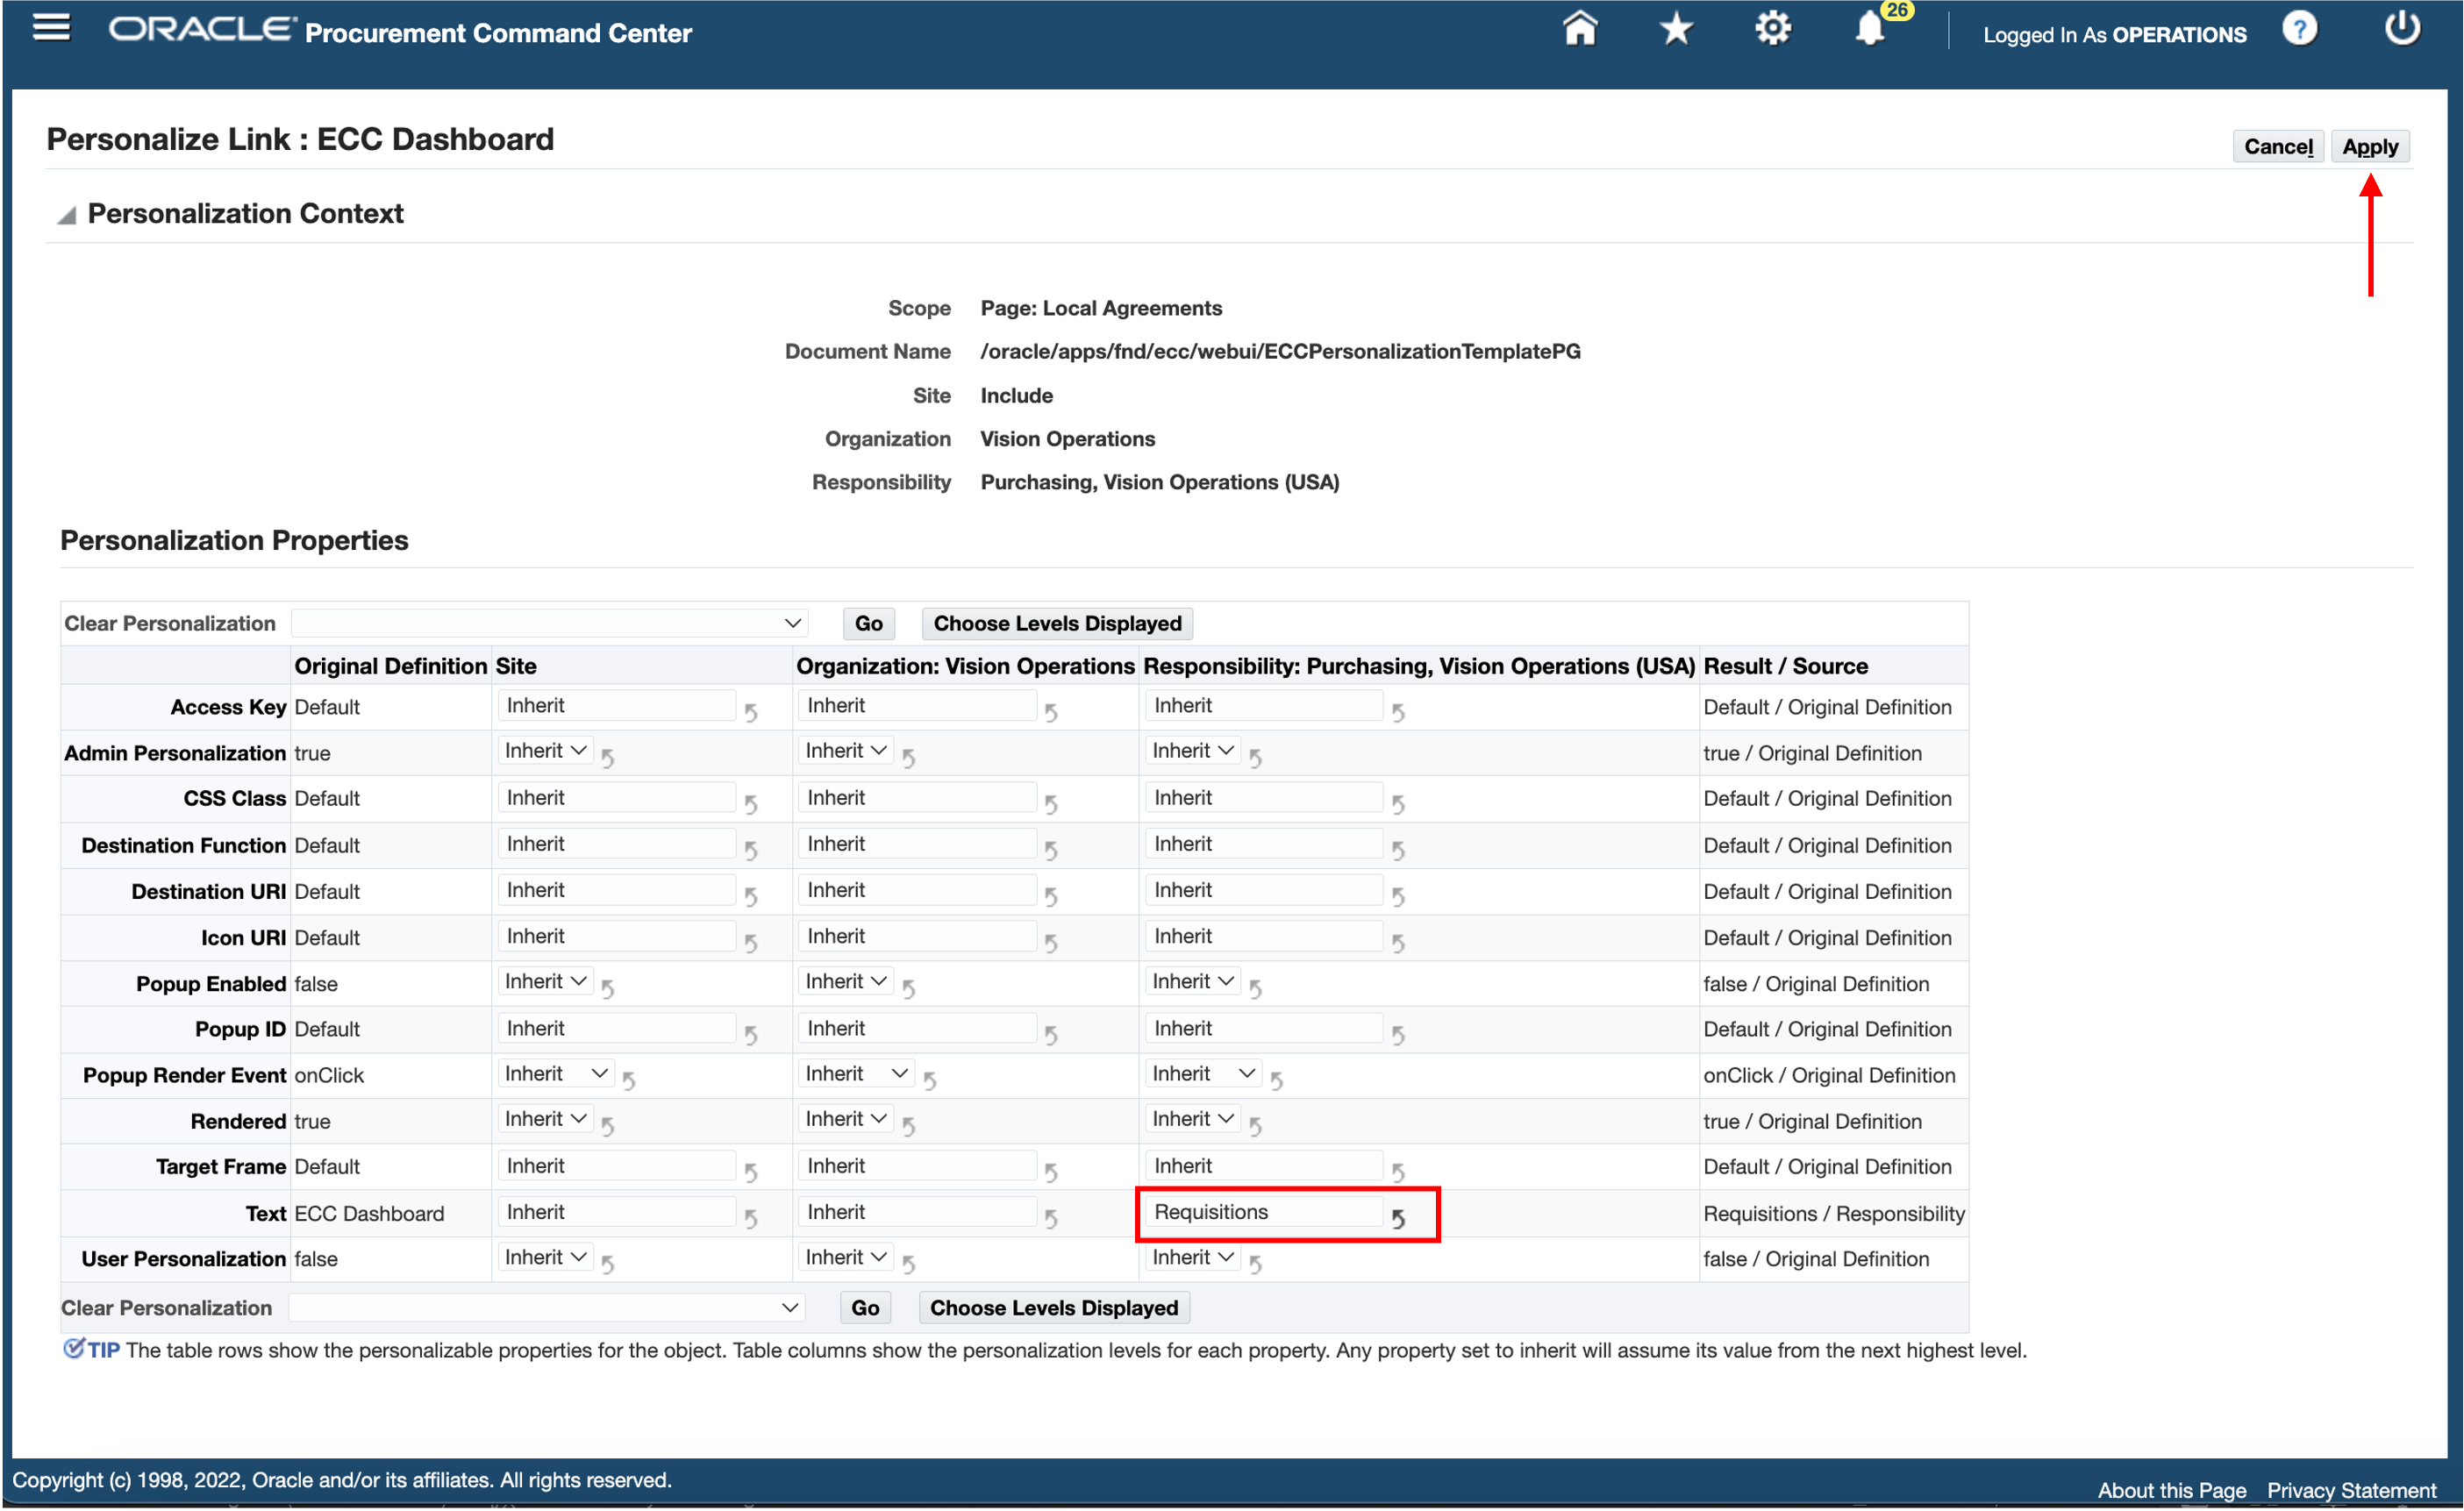 ORACLE Procurement Command Center
26
Logged In As OPERATIONS
?
Personalize Link : ECC Dashboard
Cancel Apply
Personalization Context
Scope Page: Local Agreements
Document Name /oracle/apps/fnd/ecc/webui/ECCPersonalizationTemplatePG
Site Include
Organization Vision Operations
Responsibility Purchasing, Vision Operations (USA)
Personalization Properties
Clear Personalization Go Choose Levels Displayed
Original Definition Site Organization: Vision Operations Responsibility: Purchasing, Vision Operations (USA) Result / Source
Access Key Default Inherit Inherit Inherit Default / Original Definition
Admin Personalization true Inherit Inherit Inherit true / Original Definition
CSS Class Default Inherit Inherit Inherit Default / Original Definition
Destination Function Default Inherit Inherit Inherit Default / Original Definition
Destination URI Default Inherit Inherit Inherit Default / Original Definition
Icon URI Default Inherit Inherit Inherit Default / Original Definition
Popup Enabled false Inherit Inherit Inherit false / Original Definition
Popup ID Default Inherit Inherit Inherit Default / Original Definition
Popup Render Event onClick Inherit Inherit Inherit onClick / Original Definition
Rendered true Inherit Inherit Inherit true / Original Definition
Target Frame Default Inherit Inherit Inherit Default / Original Definition
Text ECC Dashboard Inherit Inherit Requisitions Requisitions / Responsibility
User Personalization false Inherit Inherit Inherit false / Original Definition
Clear Personalization Go Choose Levels Displayed
TIP The table rows show the personalizable properties for the object. Table columns show the personalization levels for each property. Any property set to inherit will assume its value from the next highest level.
Copyright (c) 1998, 2022, Oracle and/or its affiliates. All rights reserved.
About this Page Privacy Statement